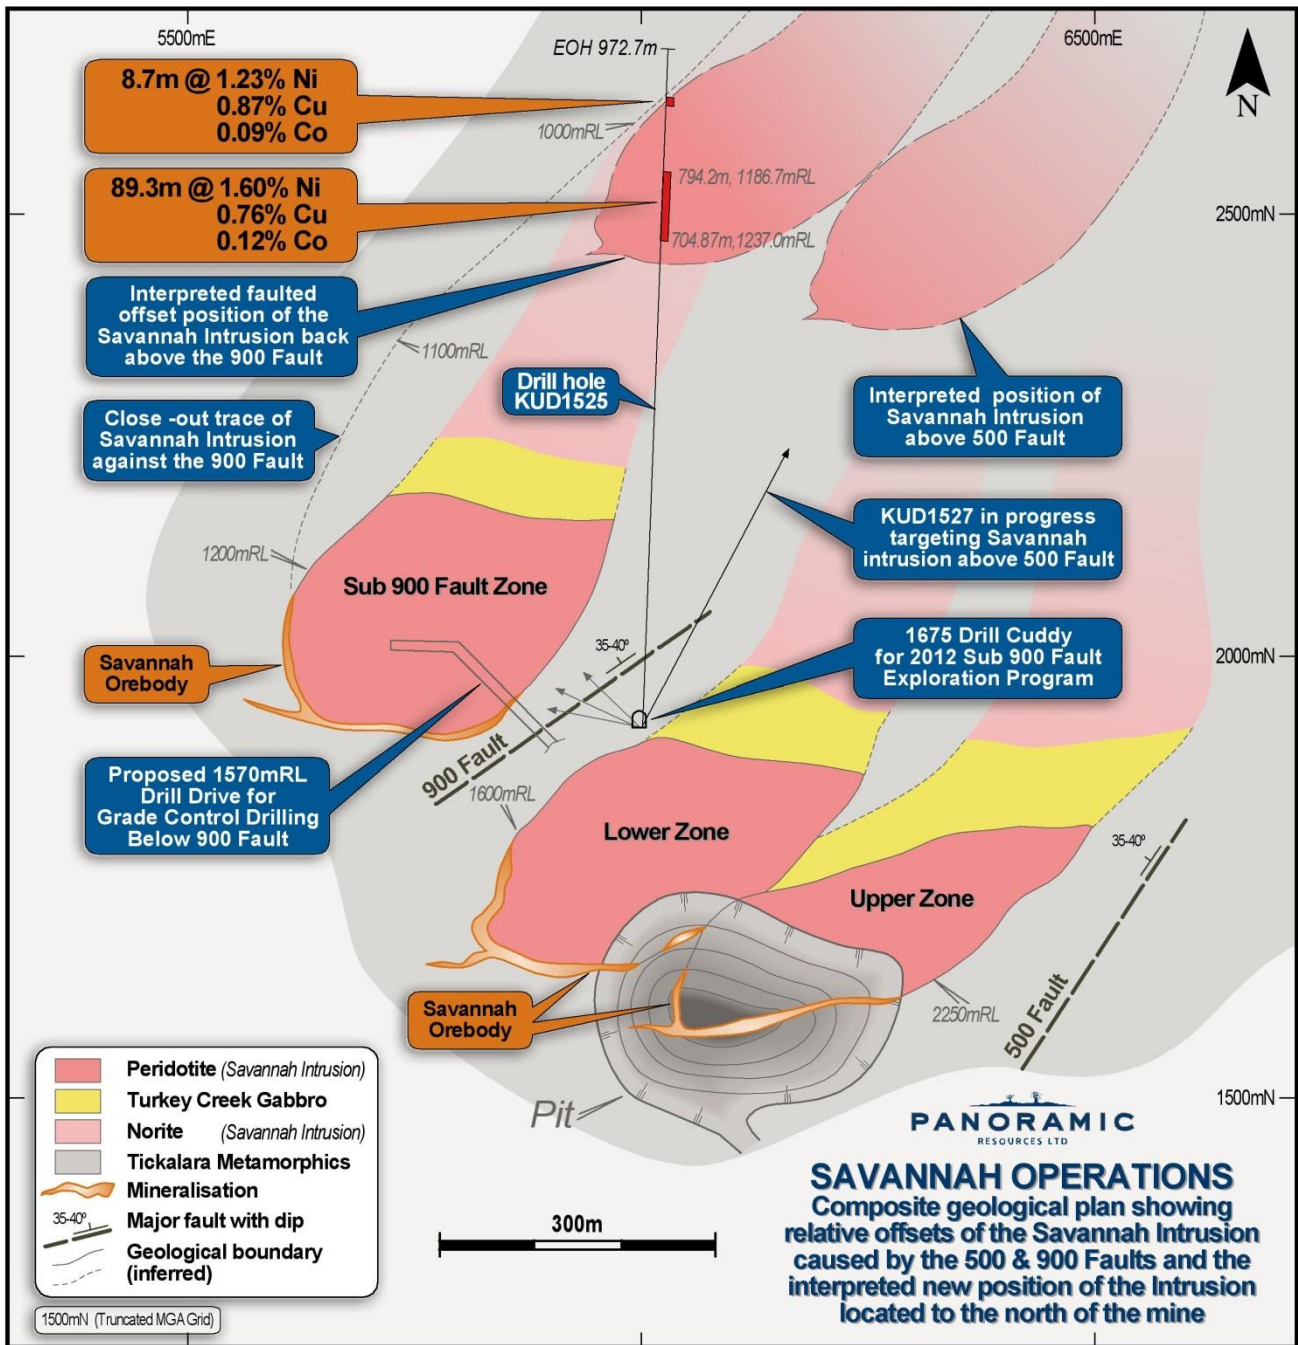 5500mE
EOH 972.7m
6500mE
8.7m @ 1.23% Ni
0.87% Cu
0.09% Co
N
1000mRL
89.3m @ 1.60% Ni
0.76% Cu
0.12% Co
794.2m, 1186.7mRL
2500mN
704.87m,1237.0mRL
Interpreted faulted
offset position of the
Savannah Intrusion back
above the 900 Fault
1100mRL
Drill hole
KUD1525
Interpreted position of
Savannah Intrusion
above 500 Fault
Close -out trace of
Savannah Intrusion
against the 900 Fault
KUD1527 in progress
targeting Savannah
intrusion above 500 Fault
1200mRL
Sub 900 Fault Zone
35-40º
1675 Drill Cuddy
for 2012 Sub 900 Fault
Exploration Program
2000mN
Savannah
Orebody
900 Fault
Proposed 1570mRL
Drill Drive for
Grade Control Drilling
Below 900 Fault
1600mRL
Lower Zone
35-40º
Upper Zone
Savannah
Orebody
2250mRL
500 Fault
Pit
1500mN
Peridotite (Savannah Intrusion)
Turkey Creek Gabbro
Norite (Savannah Intrusion)
Tickalara Metamorphics
Mineralisation
35-40º
Major fault with dip
Geological boundary
(inferred)
1500mN (Truncated MGA Grid)
300m
PANORAMIC
RESOURCES LTD
SAVANNAH OPERATIONS
Composite geological plan showing
relative offsets of the Savannah Intrusion
caused by the 500 & 900 Faults and the
interpreted new position of the Intrusion
located to the north of the mine